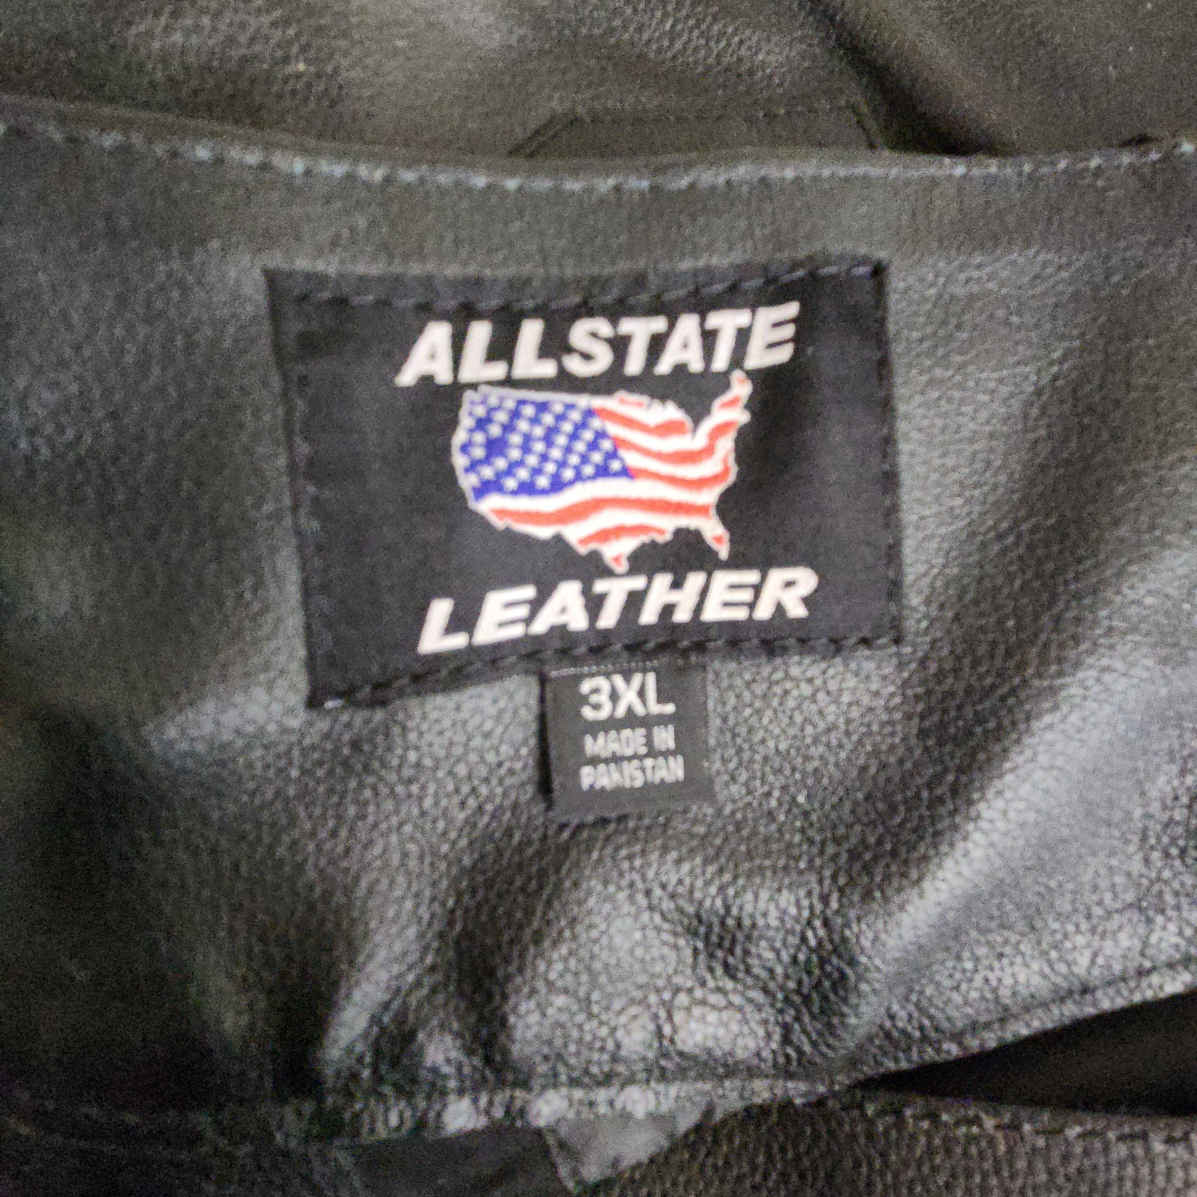 ALLSTATE
LEATHER
3XL
MADE IN
PAKISTAN